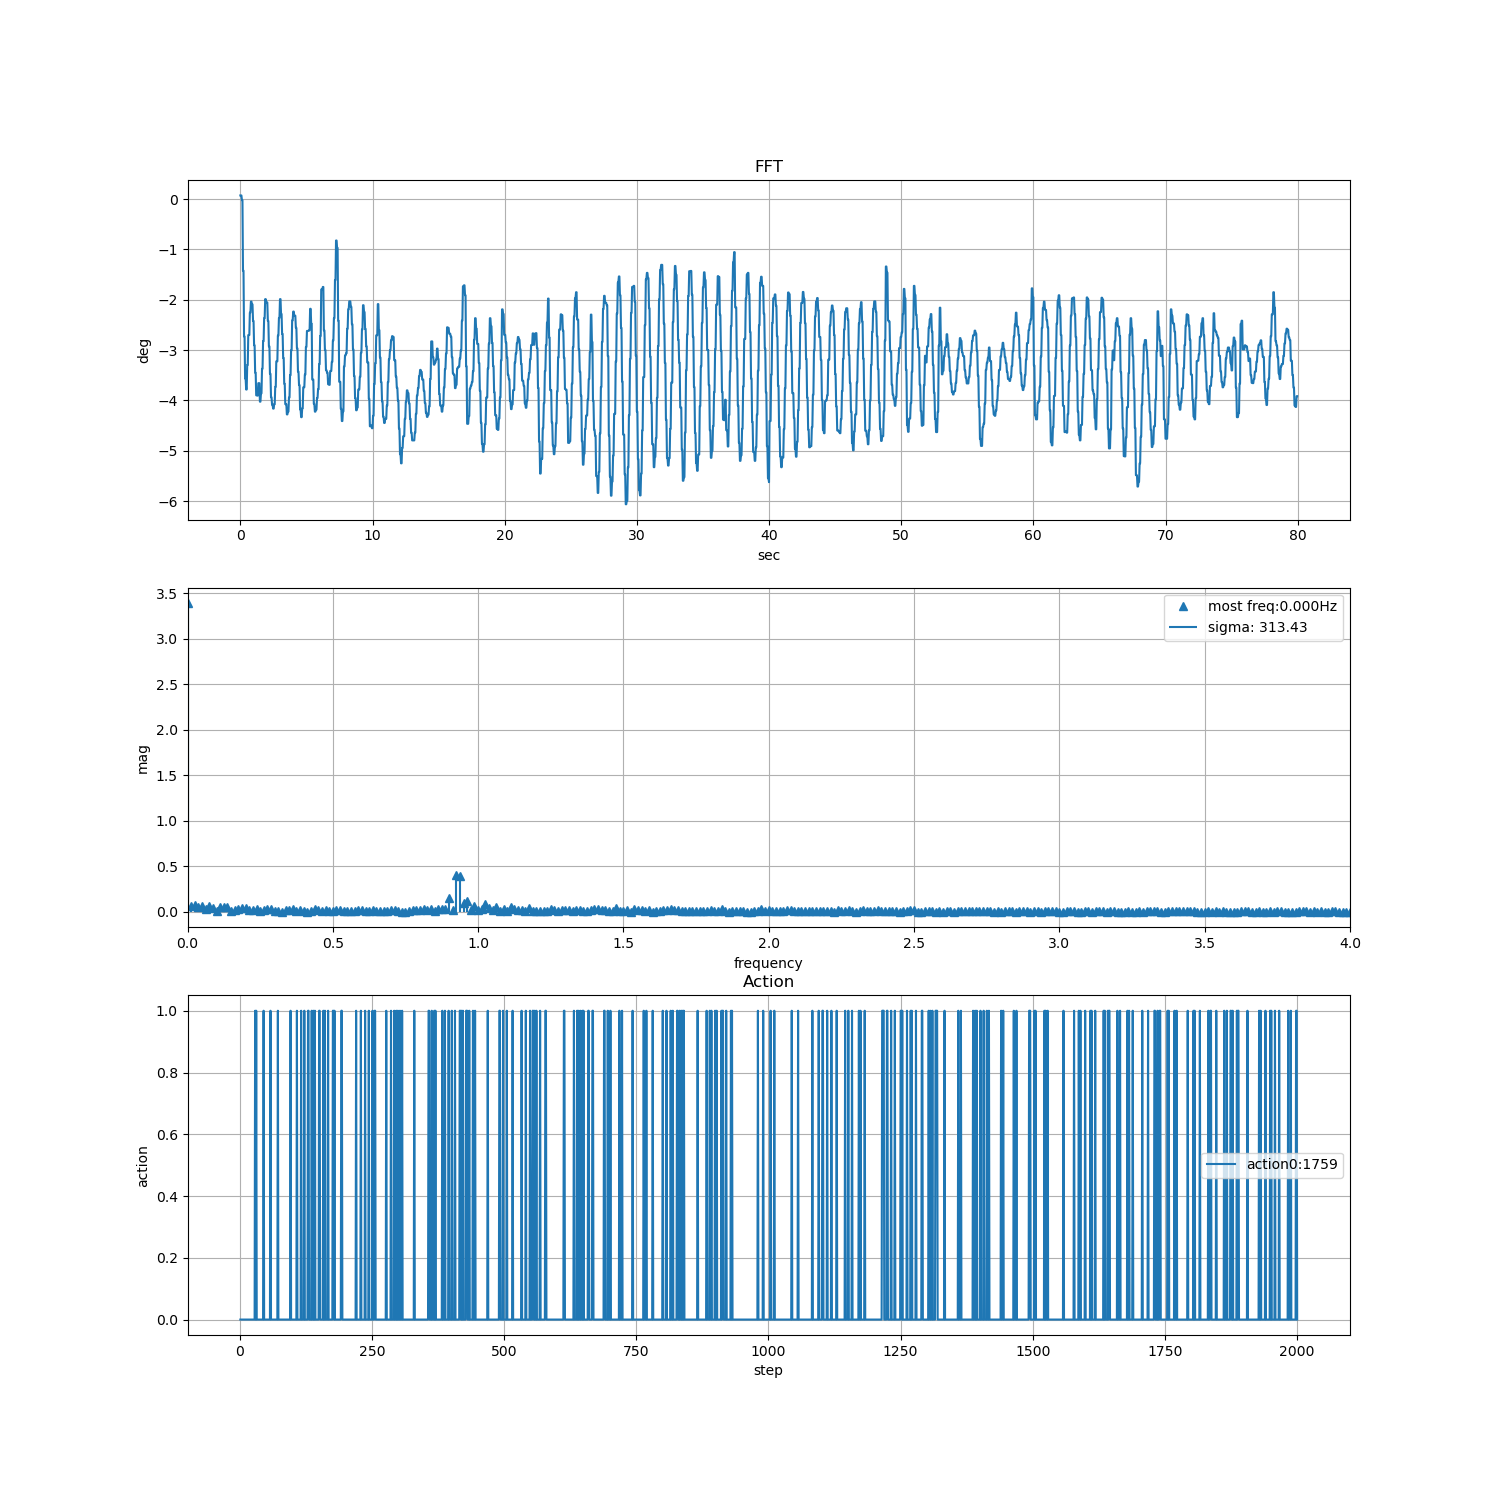 FFT
0
−1
−2
−3
−4
−5
−6
deg
0 10 20 30 40 50 60 70 80
sec
3.5
3.0
2.5
2.0
1.5
1.0
0.5
0.0
mag
most freq:0.000Hz
sigma: 313.43
0.0 0.5 1.0 1.5 2.0 2.5 3.0 3.5 4.0
frequency
Action
1.0
0.8
0.6
0.4
0.2
0.0
action
action0:1759
0 250 500 750 1000 1250 1500 1750 2000
step